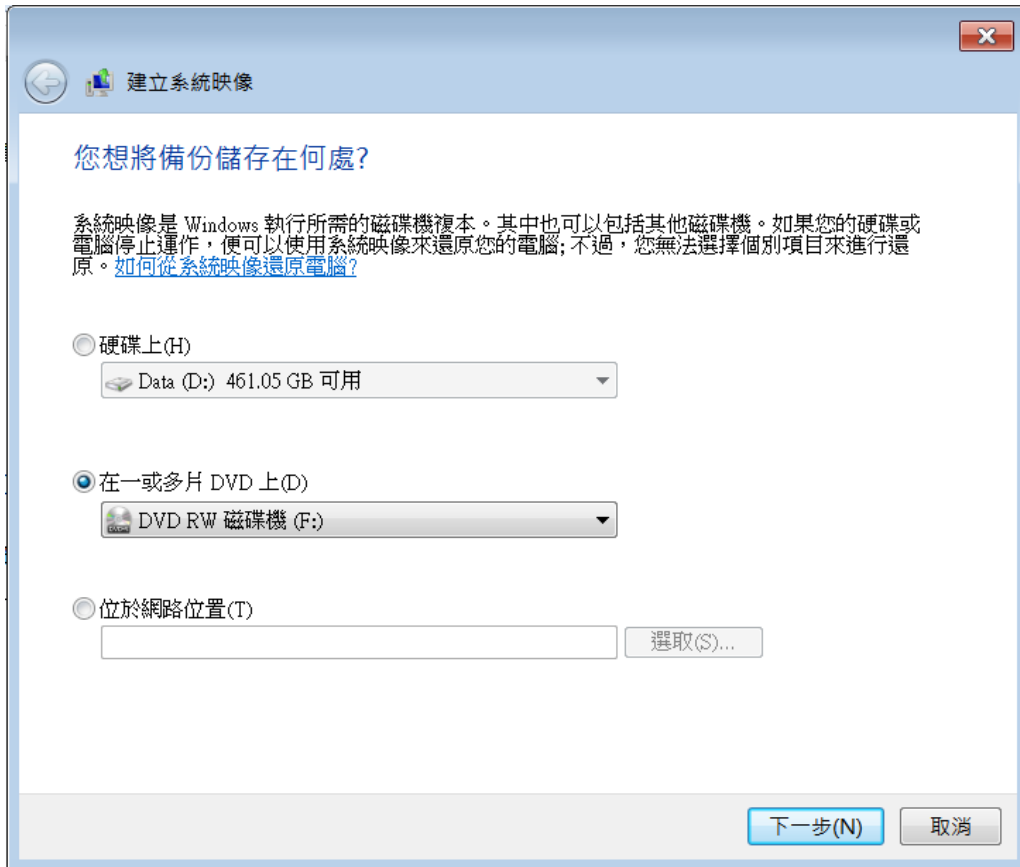 建立系統映像
您想將備份儲存在何處?
系統映像是 Windows 執行所需的磁碟機複本。其中也可以包括其他磁碟機。如果您的硬碟或
電腦停止運作，便可以使用系統映像來還原您的電腦; 不過，您無法選擇個別項目來進行還
原。如何從系統映像還原電腦?
硬碟上(H)
Data (D:) 461.05 GB 可用
在一或多片 DVD 上(D)
DVD RW 磁碟機 (F:)
位於網路位置(T)
選取(S)...
下一步(N) 取消